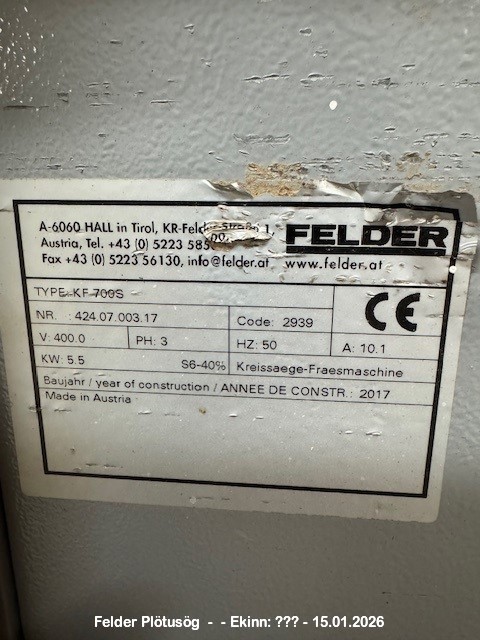 A-6060 HALL in Tirol, KR-Felder-Straße 1,
Austria, Tel. +43 (0) 5223 585
Fax +43 (0) 5223 56130, info@felder.at
FELDER
www.felder.at
TYPE: KF 700S
NR. : 424.07.003.17
Code: 2939
CE
V: 400.0 PH: 3 HZ: 50 A: 10.1
KW: 5.5 S6-40% Kreissaege-Fraesmaschine
Baujahr / year of construction / ANNEE DE CONSTR.: 2017
Made in Austria
Felder Plötusög - - Ekinn: ??? - 15.01.2026